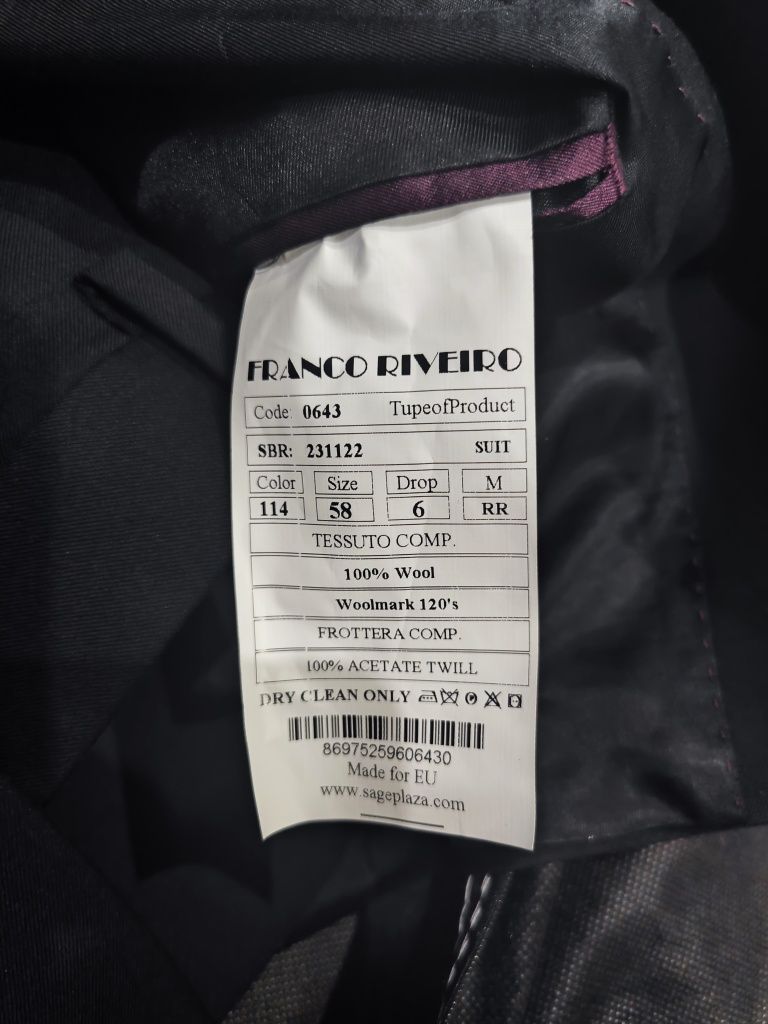 FRANCO RIVEIRO
Code: 0643 TupeofProduct
SBR: 231122 SUIT
Color Size Drop M
114 58 6 RR
TESSUTO COMP.
100% Wool
Woolmark 120's
FROTTERA COMP.
100% ACETATE TWILL
DRY CLEAN ONLY
86975259606430
Made for EU
www.sageplaza.com